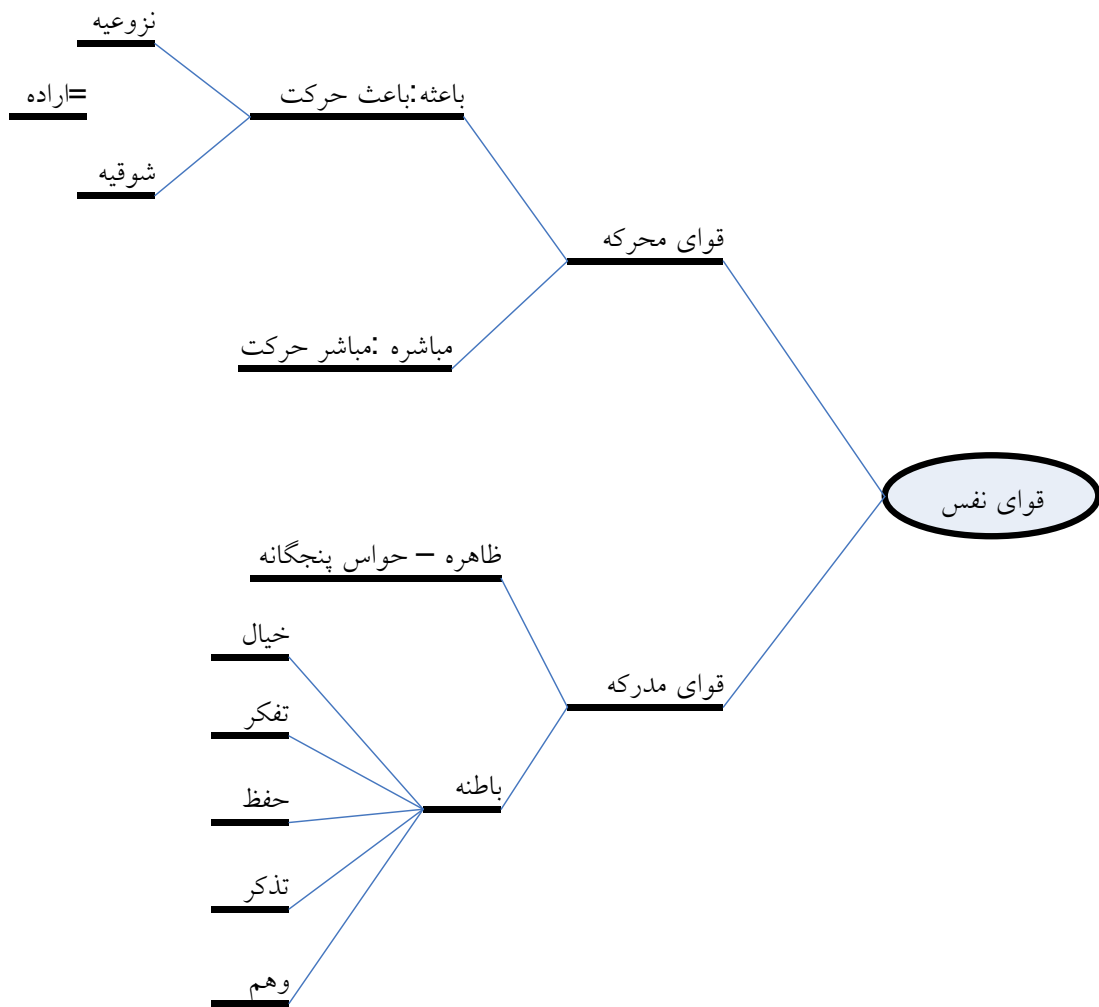 قوای نفس
قوای محرکه
باعثه:باعث حرکت
نزوعیه
=اراده
شوقیه
مباشره :مباشر حرکت
قوای مدرکه
ظاهره – حواس پنجگانه
باطنه
خیال
تفکر
حفظ
تذکر
وهم